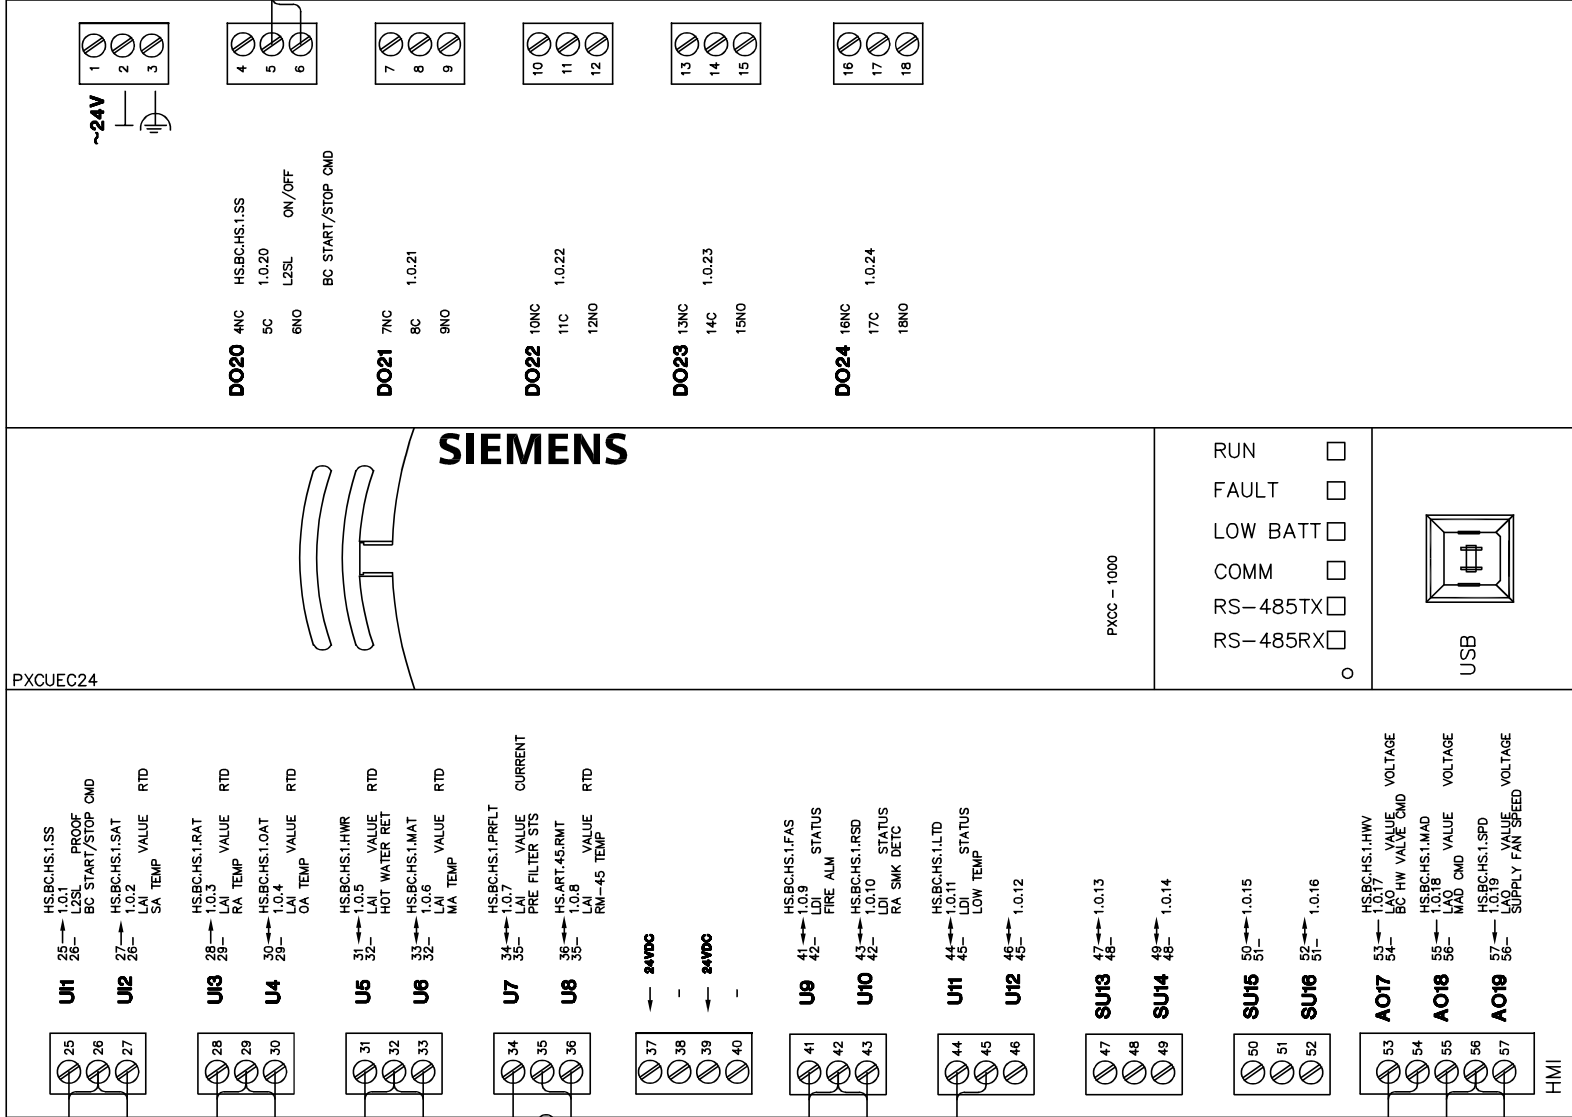 1
2
3
4
5
6
7
8
9
10
11
12
13
14
15
16
17
18
~24V
DO20
4NC HS.BC.HS.1.SS
5C 1.0.20
6NO L2SL ON/OFF
BC START/STOP CMD
DO21
7NC
8C 1.0.21
9NO
DO22
10NC
11C 1.0.22
12NO
DO23
13NC
14C 1.0.23
15NO
DO24
16NC
17C 1.0.24
18NO
SIEMENS
PXCUEC24
PXCC-1000
RUN
FAULT
LOW BATT
COMM
RS-485TX
RS-485RX
USB
UI1
25 HS.BC.HS.1.SS
26- 1.0.1
L2SL PROOF
BC START/STOP CMD
UI2
27 HS.BC.HS.1.SAT
26- 1.0.2
LAI VALUE RTD
SA TEMP
UI3
28 HS.BC.HS.1.RAT
29- 1.0.3
LAI VALUE RTD
RA TEMP
U4
30 HS.BC.HS.1.OAT
29- 1.0.4
LAI VALUE RTD
OA TEMP
U5
31 HS.BC.HS.1.HWR
32- 1.0.5
LAI VALUE RTD
HOT WATER RET
U6
33 HS.BC.HS.1.MAT
32- 1.0.6
LAI VALUE RTD
MA TEMP
U7
34 HS.BC.HS.1.PRFLT
35- 1.0.7
LAI VALUE CURRENT
PRE FILTER STS
U8
36 HS.ART.45.RMT
35- 1.0.8
LAI VALUE RTD
RM-45 TEMP
24VDC
-
24VDC
-
U9
41 HS.BC.HS.1.FAS
42- 1.0.9
LDI STATUS
FIRE ALM
U10
43 HS.BC.HS.1.RSD
42- 1.0.10
LDI STATUS
RA SMK DETC
U11
44 HS.BC.HS.1.LTD
45- 1.0.11
LDI STATUS
LOW TEMP
U12
46 1.0.12
45-
SU13
47 1.0.13
48-
SU14
49 1.0.14
48-
SU15
50 1.0.15
51-
SU16
52 1.0.16
51-
AO17
53 HS.BC.HS.1.HWV
54- 1.0.17
LAO VALUE VOLTAGE
BC HW VALVE CMD
AO18
55 HS.BC.HS.1.MAD
56- 1.0.18
LAO VALUE VOLTAGE
MAD CMD
AO19
57 HS.BC.HS.1.SPD
56- 1.0.19
LAO VALUE VOLTAGE
SUPPLY FAN SPEED
25
26
27
28
29
30
31
32
33
34
35
36
37
38
39
40
41
42
43
44
45
46
47
48
49
50
51
52
53
54
55
56
57
HMI